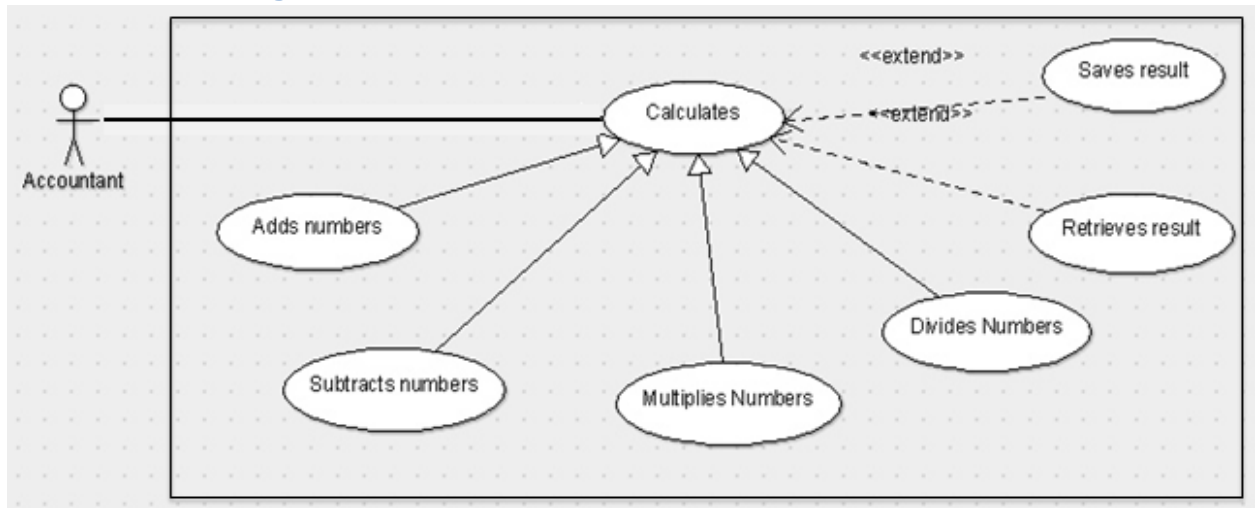 <<extend>>
Saves result
Calculates
<<extend>>
Accountant
Adds numbers
Retrieves result
Divides Numbers
Subtracts numbers
Multiplies Numbers